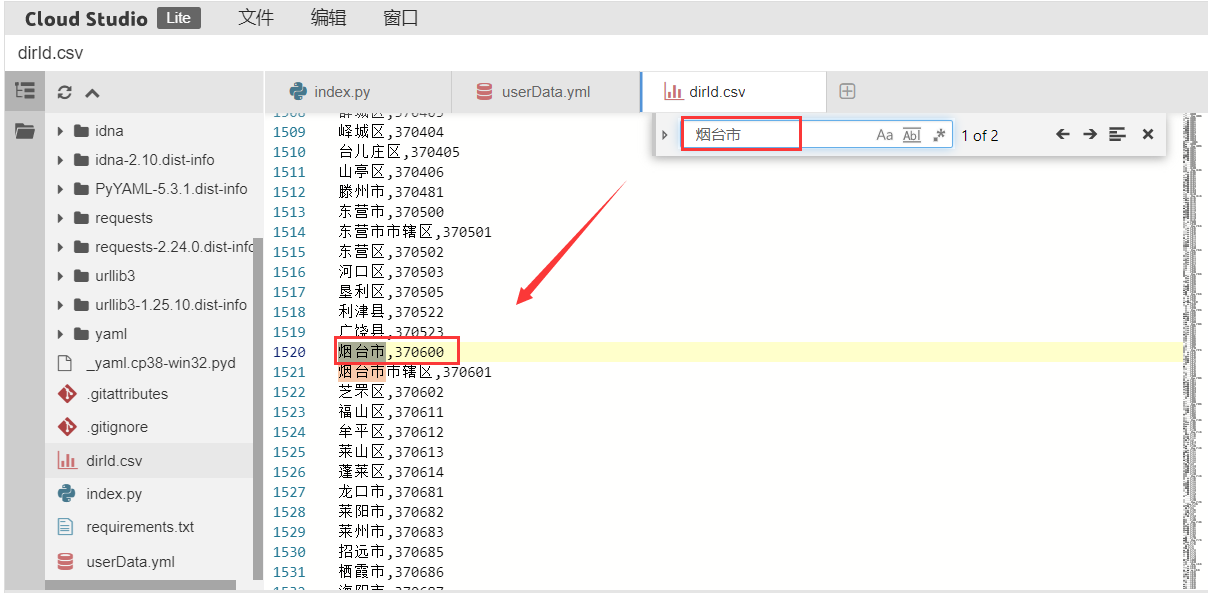 Cloud Studio Lite 文件 编辑 窗口
dirId.csv
index.py userData.yml dirId.csv
烟台市 Aa Abl .* 1 of 2
idna
idna-2.10.dist-info
PyYAML-5.3.1.dist-info
requests
requests-2.24.0.dist-info
urllib3
urllib3-1.25.10.dist-info
yaml
_yaml.cp38-win32.pyd
.gitattributes
.gitignore
dirId.csv
index.py
requirements.txt
userData.yml
1509 峄城区,370404
1510 台儿庄区,370405
1511 山亭区,370406
1512 滕州市,370481
1513 东营市,370500
1514 东营市市辖区,370501
1515 东营区,370502
1516 河口区,370503
1517 垦利区,370505
1518 利津县,370522
1519 广饶县,370523
1520 烟台市,370600
1521 烟台市市辖区,370601
1522 芝罘区,370602
1523 福山区,370611
1524 牟平区,370612
1525 莱山区,370613
1526 蓬莱区,370614
1527 龙口市,370681
1528 莱阳市,370682
1529 莱州市,370683
1530 招远市,370685
1531 栖霞市,370686